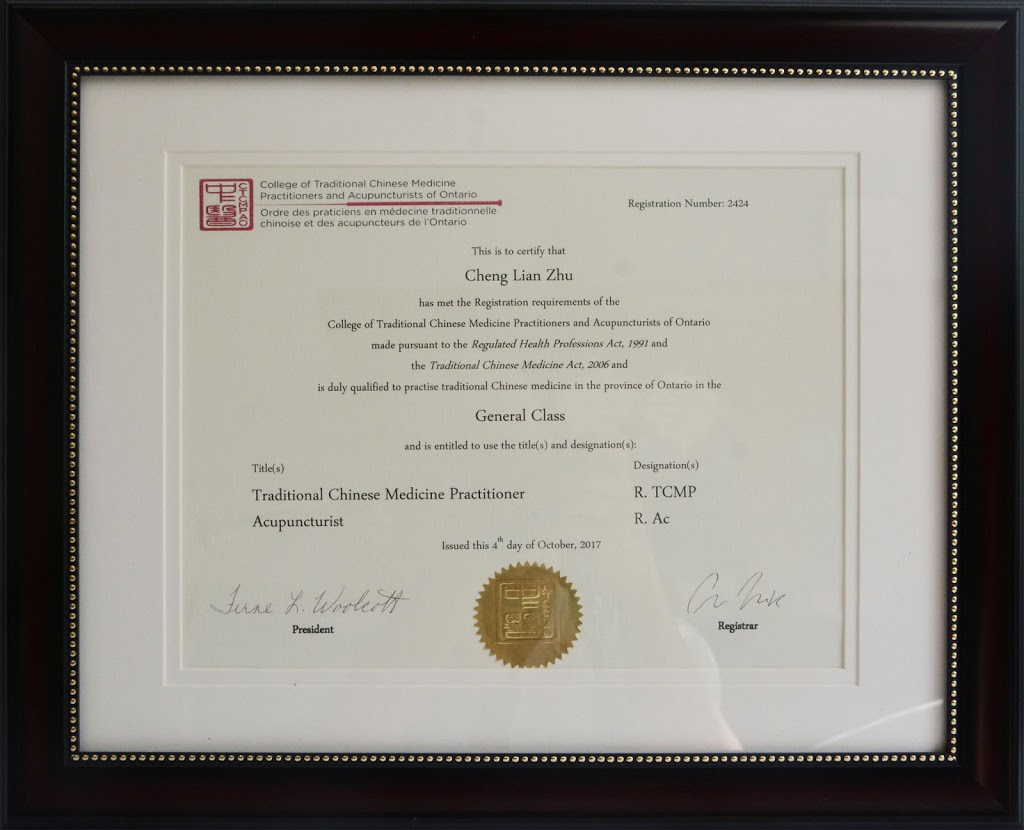 College of Traditional Chinese Medicine
Practitioners and Acupuncturists of Ontario
Ordre des praticiens en médecine traditionnelle
chinoise et des acupuncteurs de l'Ontario
CTCMPAO
Registration Number: 2424
This is to certify that
Cheng Lian Zhu
has met the Registration requirements of the
College of Traditional Chinese Medicine Practitioners and Acupuncturists of Ontario
made pursuant to the Regulated Health Professions Act, 1991 and
the Traditional Chinese Medicine Act, 2006 and
is duly qualified to practise traditional Chinese medicine in the province of Ontario in the
General Class
and is entitled to use the title(s) and designation(s):
Title(s) Designation(s)
Traditional Chinese Medicine Practitioner R. TCMP
Acupuncturist R. Ac
Issued this 4th day of October, 2017
Ferne L. Woolcott
President
Registrar